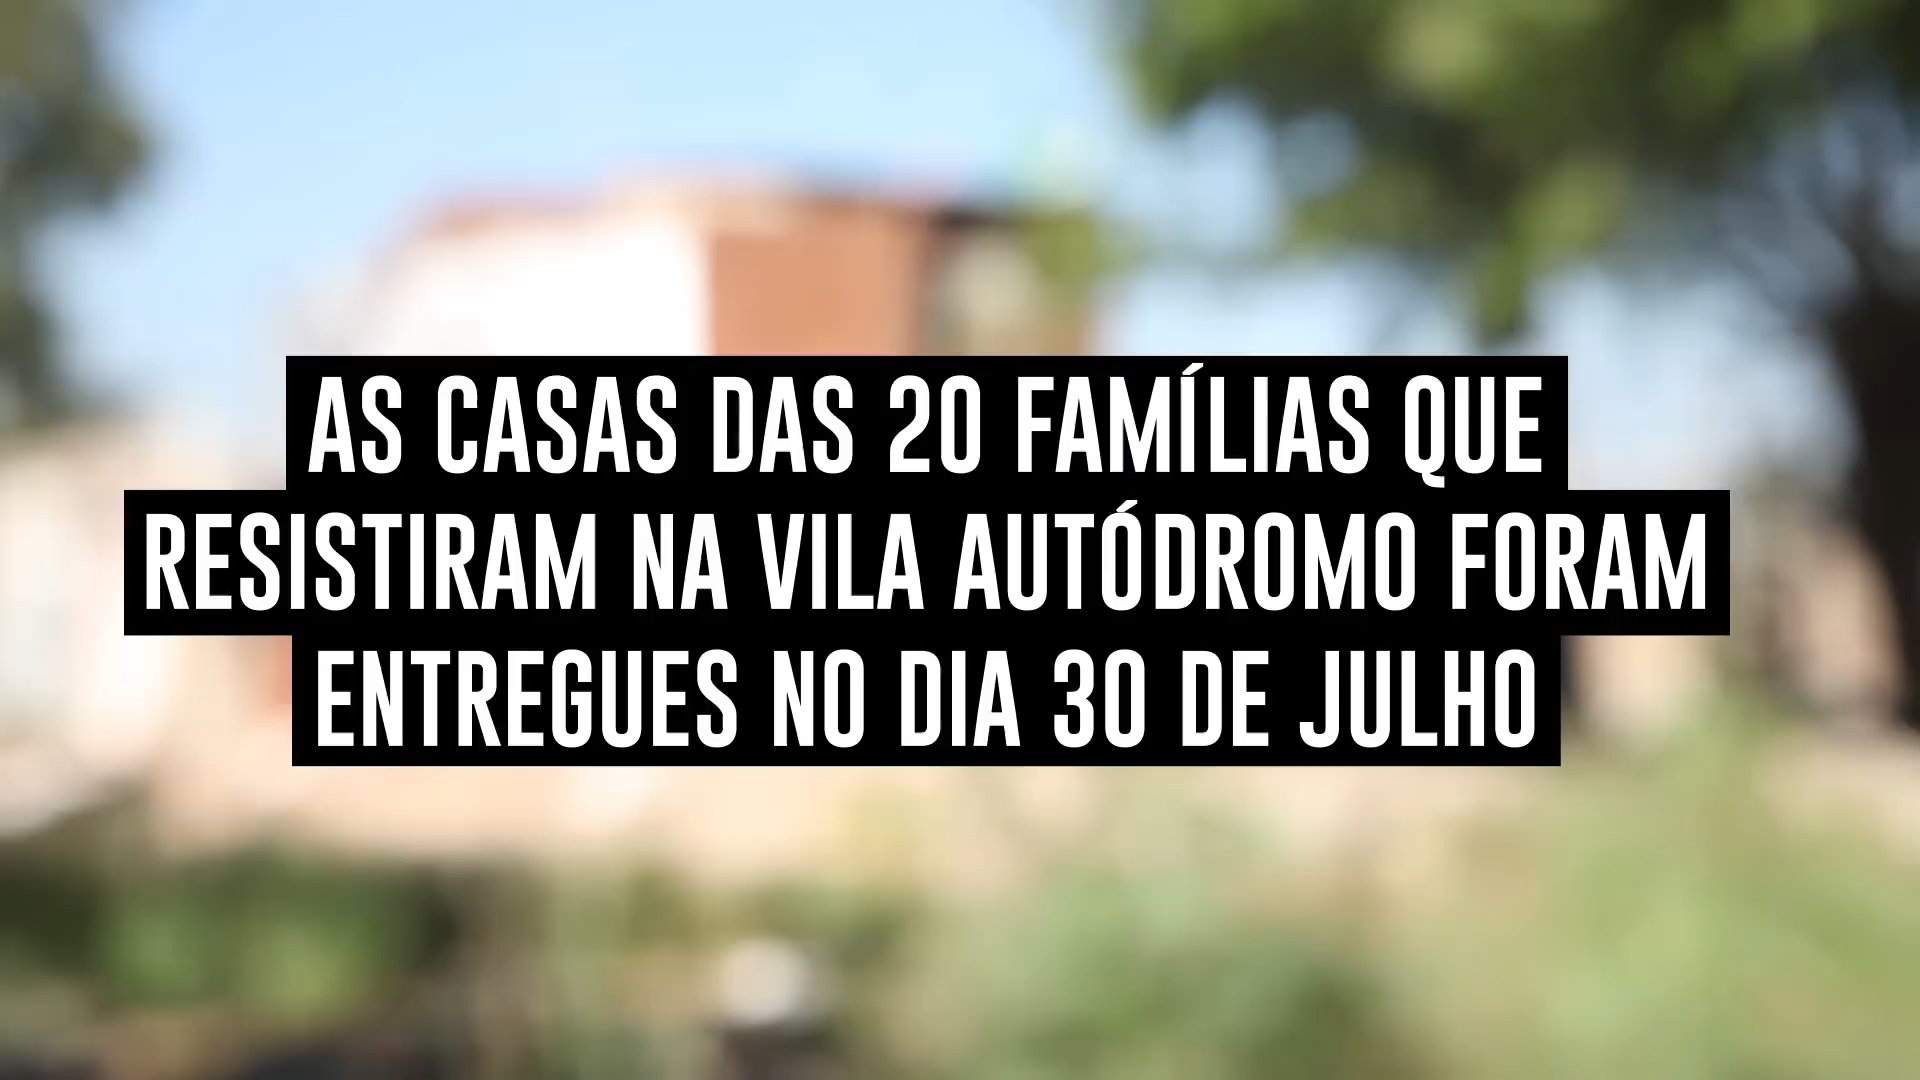 AS CASAS DAS 20 FAMÍLIAS QUE
RESISTIRAM NA VILA AUTÓDROMO FORAM
ENTREGUES NO DIA 30 DE JULHO